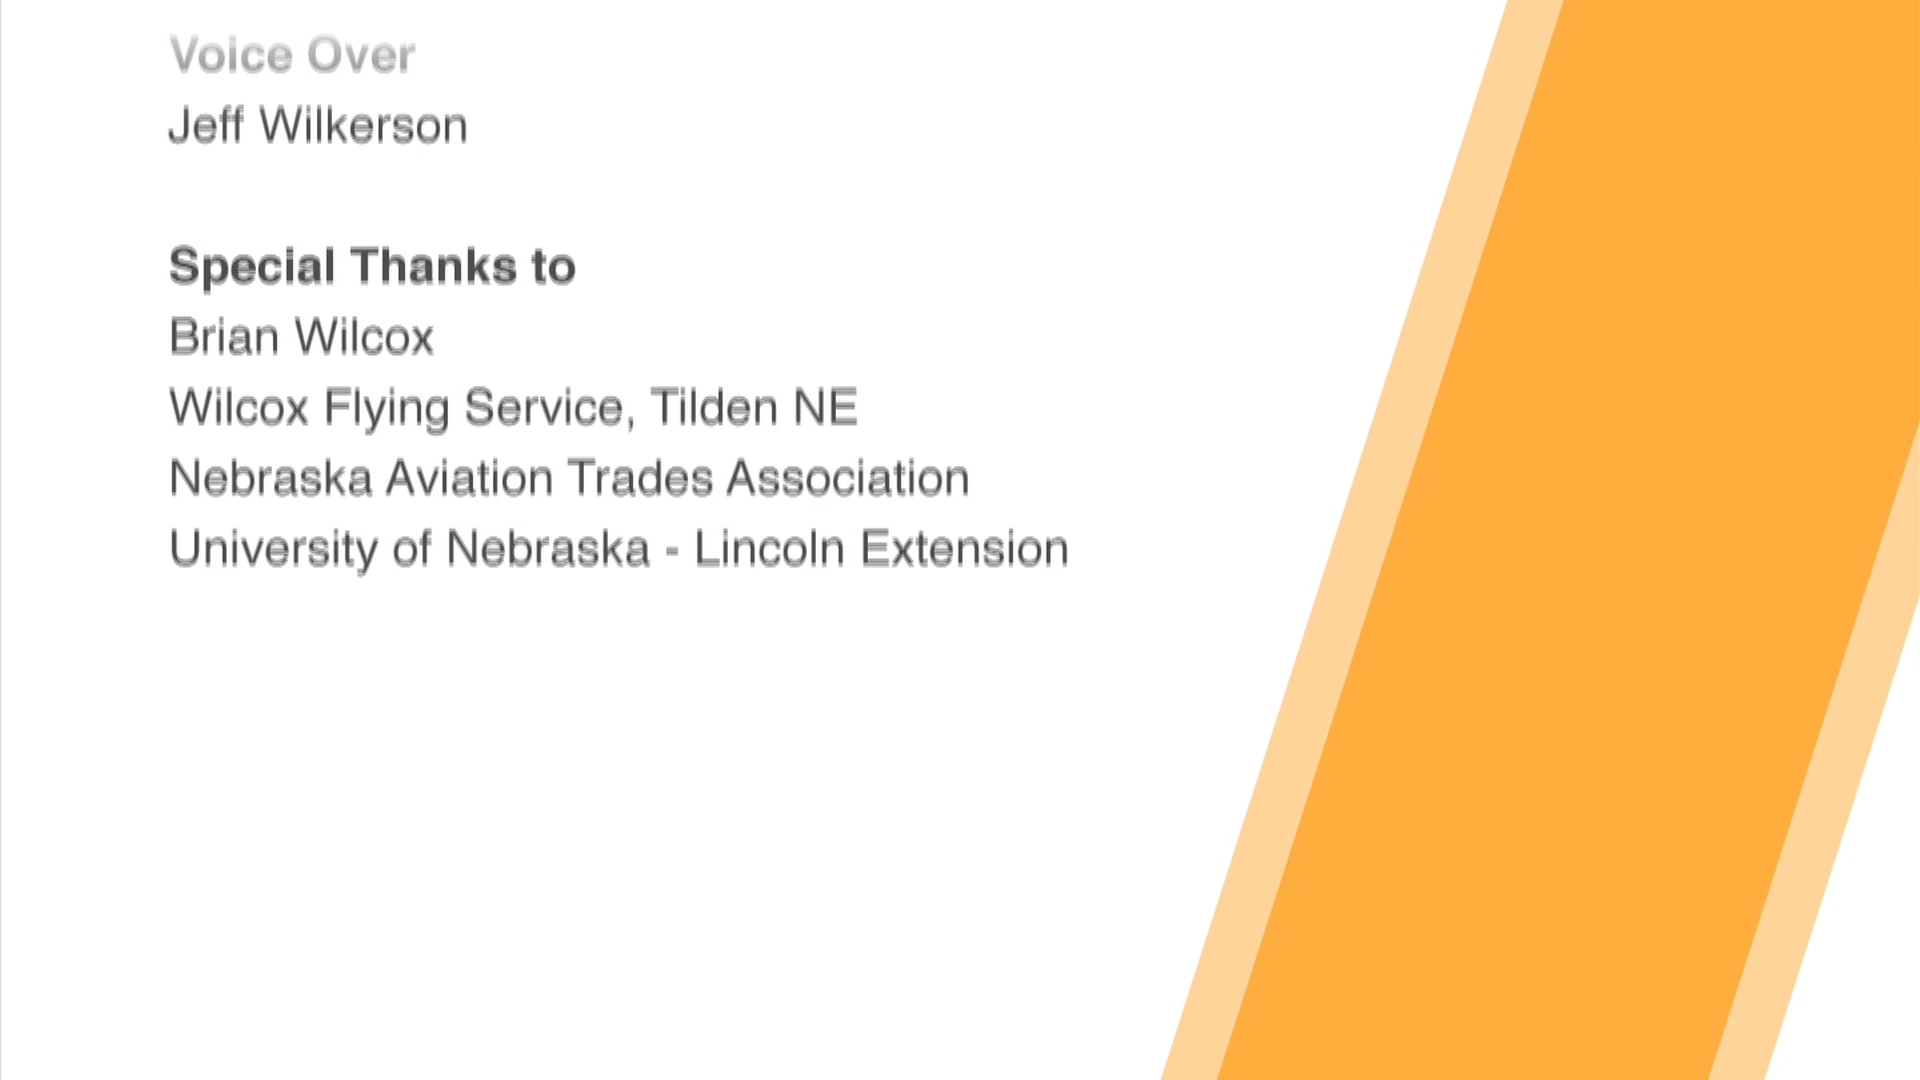 Voice Over
Jeff Wilkerson
Special Thanks to
Brian Wilcox
Wilcox Flying Service, Tilden NE
Nebraska Aviation Trades Association
University of Nebraska - Lincoln Extension